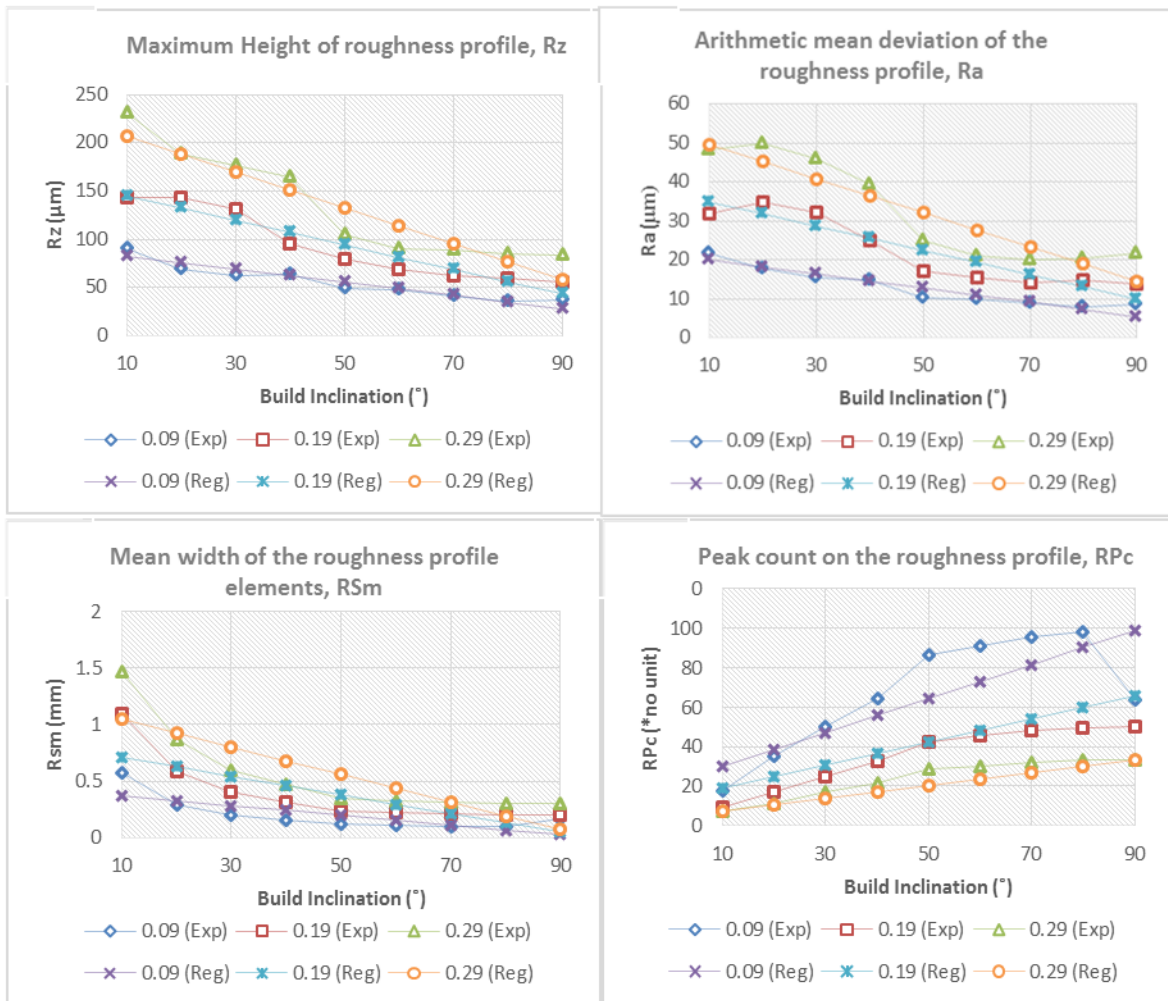 Maximum Height of roughness profile, Rz
250
200
150
100
50
0
Rz (µm)
10 30 50 70 90
Build Inclination (˚)
0.09 (Exp) 0.19 (Exp) 0.29 (Exp)
0.09 (Reg) 0.19 (Reg) 0.29 (Reg)
Arithmetic mean deviation of the
roughness profile, Ra
60
50
40
30
20
10
0
Ra (µm)
10 30 50 70 90
Build Inclination (˚)
0.09 (Exp) 0.19 (Exp) 0.29 (Exp)
0.09 (Reg) 0.19 (Reg) 0.29 (Reg)
Mean width of the roughness profile
elements, RSm
2
1.5
1
0.5
0
Rsm (mm)
10 30 50 70 90
Build Inclination (˚)
0.09 (Exp) 0.19 (Exp) 0.29 (Exp)
0.09 (Reg) 0.19 (Reg) 0.29 (Reg)
Peak count on the roughness profile, RPc
0
100
80
60
40
20
0
RPc (*no unit)
10 30 50 70 90
Build Inclination (˚)
0.09 (Exp) 0.19 (Exp) 0.29 (Exp)
0.09 (Reg) 0.19 (Reg) 0.29 (Reg)